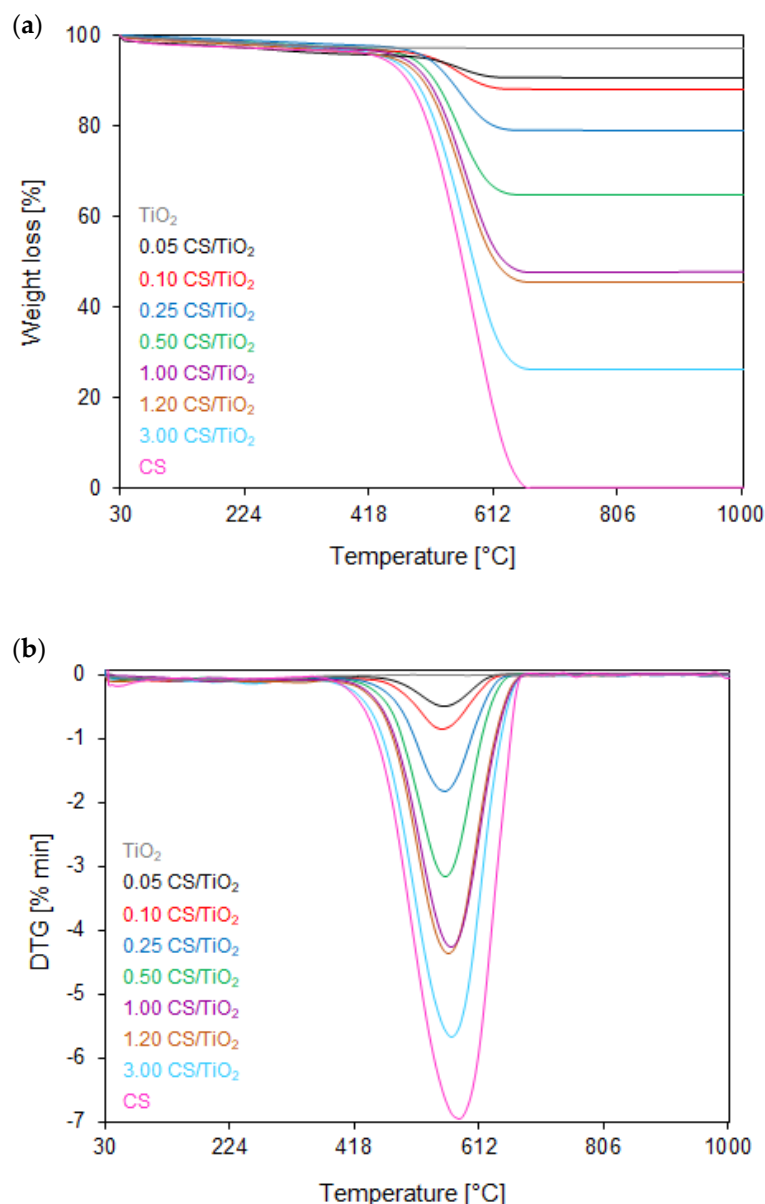 (a)
100
80
60
40
20
0
Weight loss [%]
TiO₂
0.05 CS/TiO₂
0.10 CS/TiO₂
0.25 CS/TiO₂
0.50 CS/TiO₂
1.00 CS/TiO₂
1.20 CS/TiO₂
3.00 CS/TiO₂
CS
30 224 418 612 806 1000
Temperature [°C]
(b)
0
-1
-2
-3
-4
-5
-6
-7
DTG [% min]
TiO₂
0.05 CS/TiO₂
0.10 CS/TiO₂
0.25 CS/TiO₂
0.50 CS/TiO₂
1.00 CS/TiO₂
1.20 CS/TiO₂
3.00 CS/TiO₂
CS
30 224 418 612 806 1000
Temperature [°C]